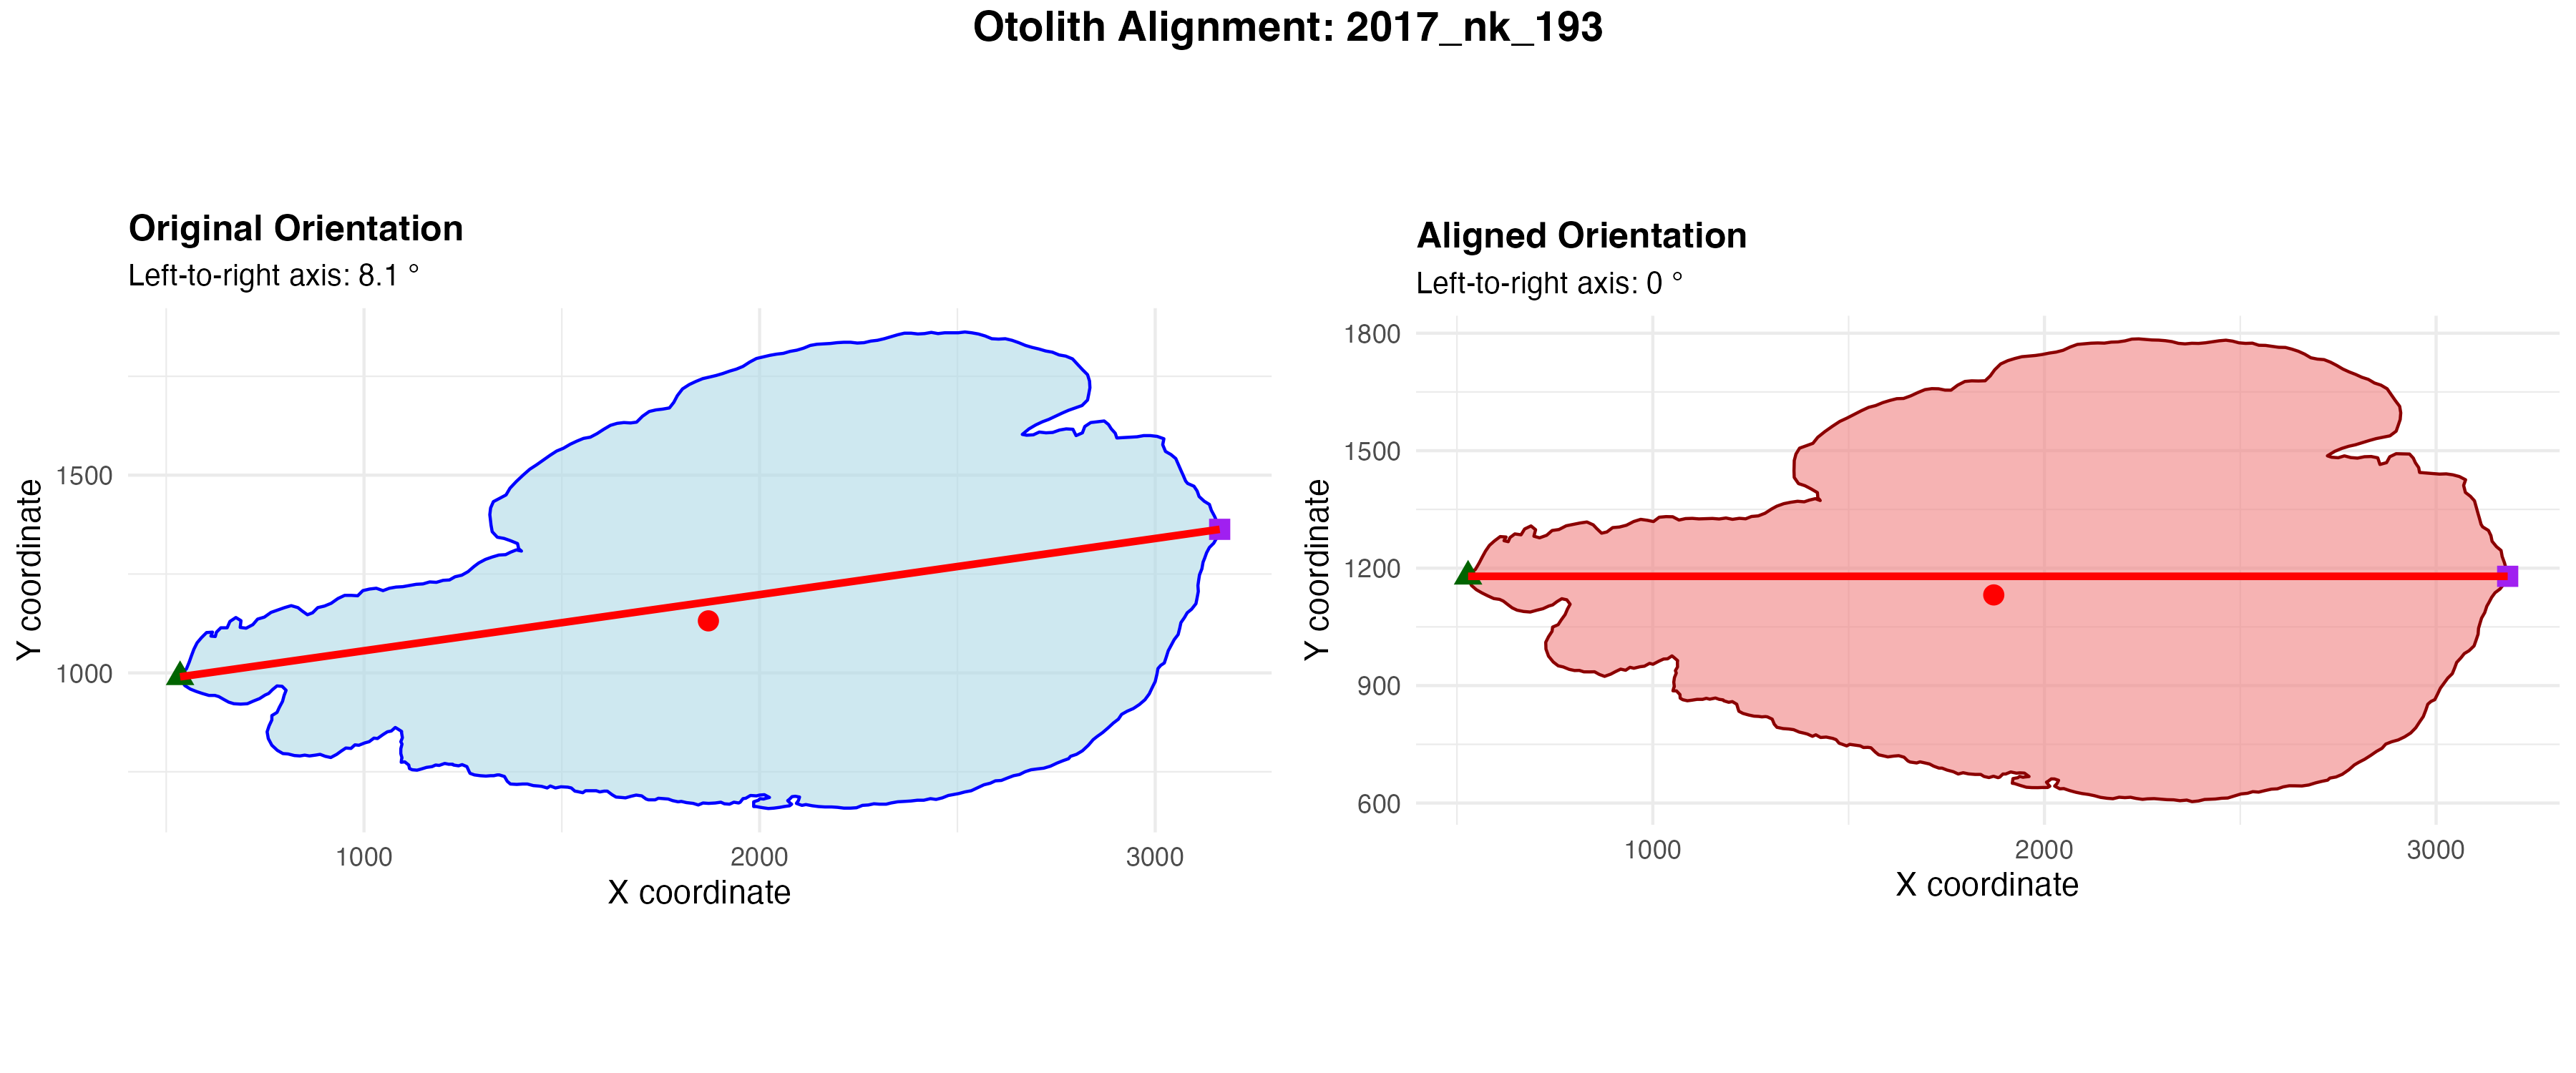 Otolith Alignment: 2017_nk_193
Original Orientation
Left-to-right axis: 8.1 °
1500
1000
Y coordinate
1000
2000
3000
X coordinate
Aligned Orientation
Left-to-right axis: 0 °
1800
1500
1200
900
600
Y coordinate
1000
2000
3000
X coordinate